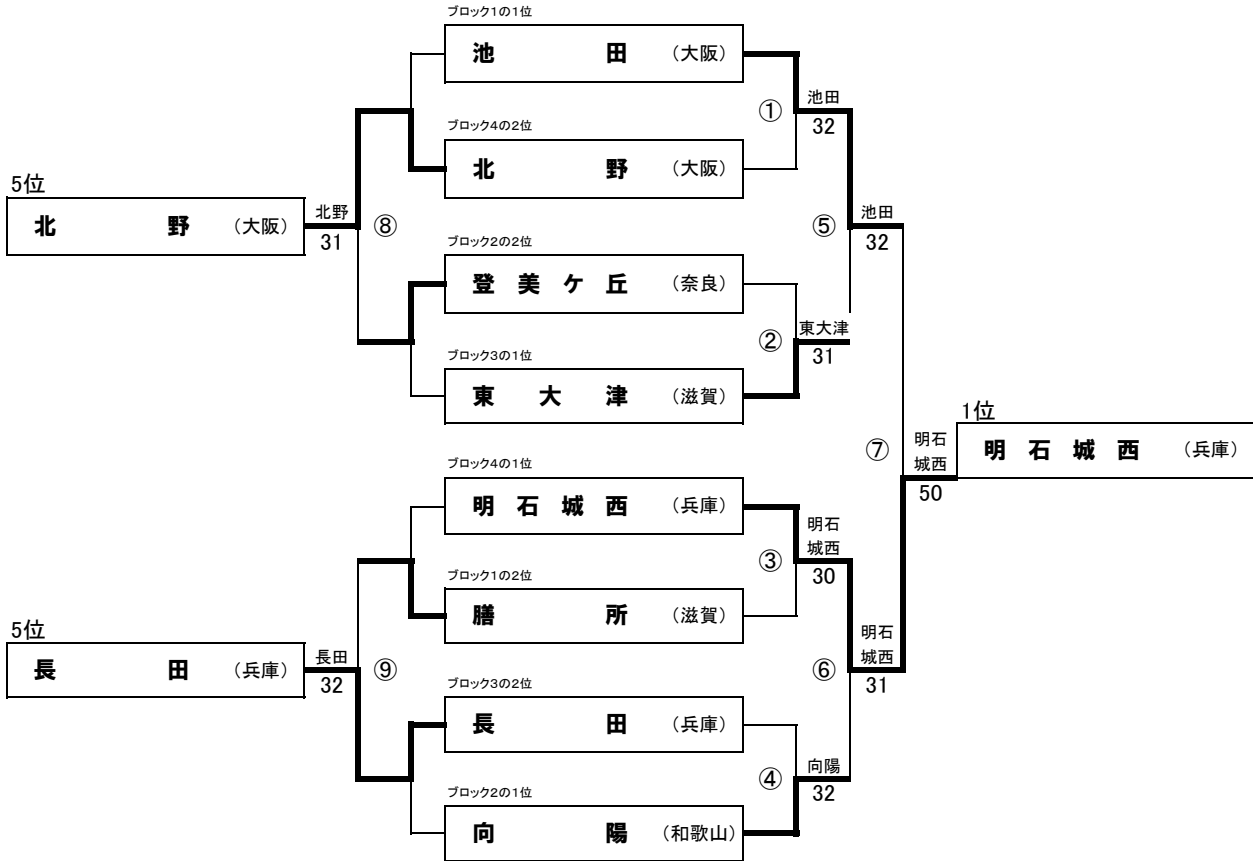 ブロック1の1位
池田 (大阪)
① 池田
32
ブロック4の2位
北野 (大阪)
5位
北野 (大阪)
北野
31
⑧
⑤ 池田
32
ブロック2の2位
登美ケ丘 (奈良)
② 東大津
31
ブロック3の1位
東大津 (滋賀)
1位
明石城西 (兵庫)
⑦ 明石
城西
50
ブロック4の1位
明石城西 (兵庫)
③ 明石
城西
30
ブロック1の2位
膳所 (滋賀)
5位
長田 (兵庫)
長田
32
⑨
⑥ 明石
城西
31
ブロック3の2位
長田 (兵庫)
④ 向陽
32
ブロック2の1位
向陽 (和歌山)